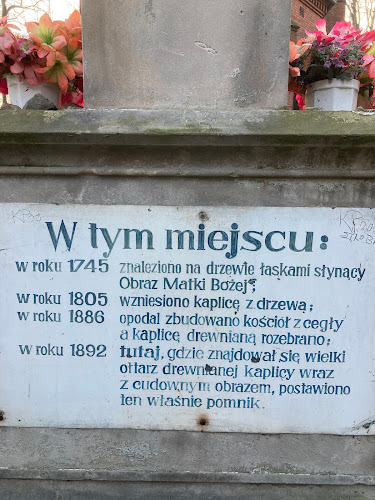 W tym miejscu:
w roku 1745 znaleziono na drzewie łaskami słynący
Obraz Matki Bożej;
w roku 1805 wzniesiono kaplicę z drzewa;
w roku 1886 opodal zbudowano kościół z cegły
a kaplicę drewnianą rozebrano;
w roku 1892 tutaj, gdzie znajdował się, wielki
ołtarz drewnianej kaplicy wraz
z cudownym obrazem, postawiono
ten właśnie pomnik.